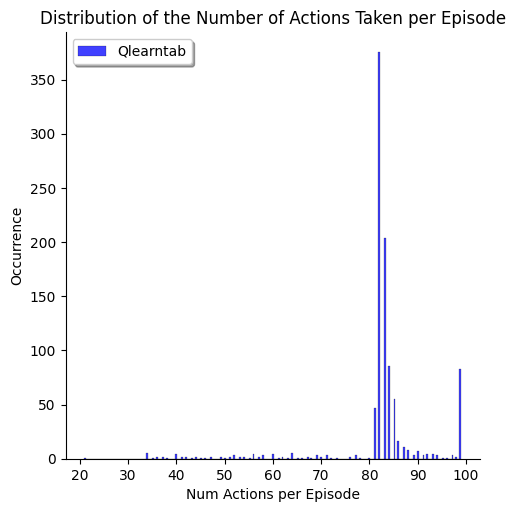 Distribution of the Number of Actions Taken per Episode
Qlearntab
350
300
250
200
150
100
50
0
Occurrence
20 30 40 50 60 70 80 90 100
Num Actions per Episode